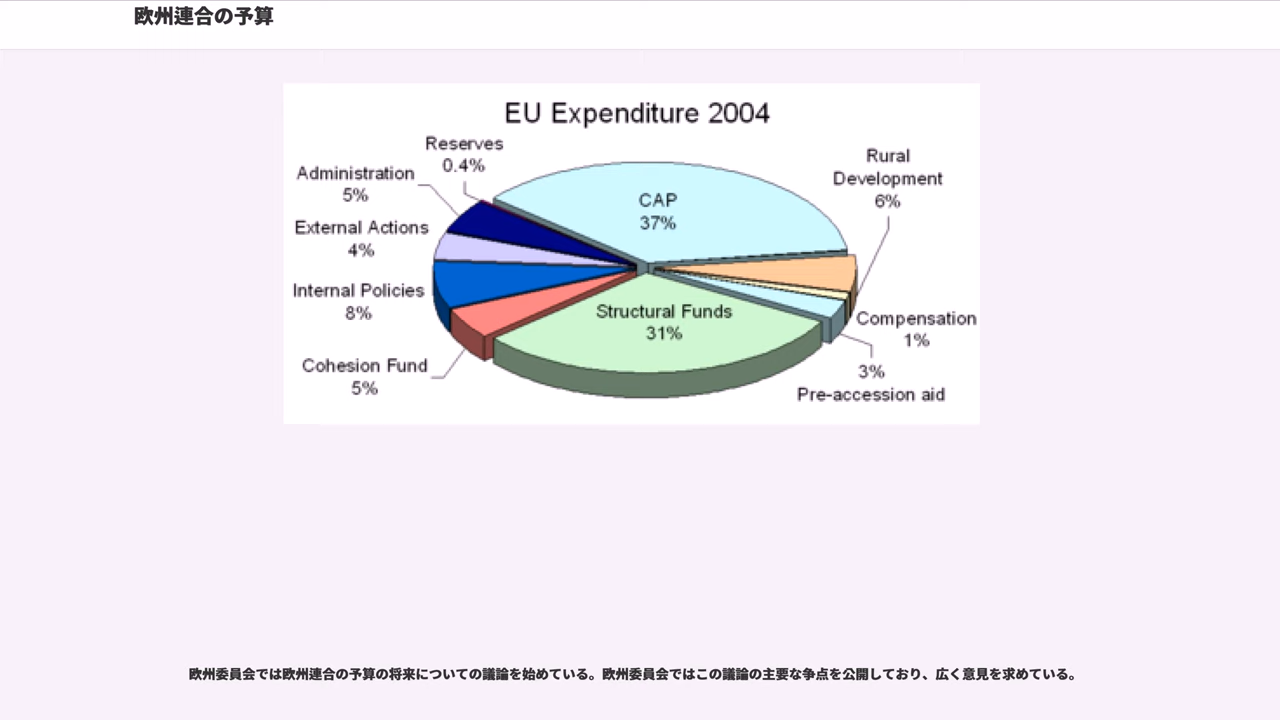 欧州連合の予算
EU Expenditure 2004
Reserves
0.4%
Administration
5%
External Actions
4%
Internal Policies
8%
Cohesion Fund
5%
CAP
37%
Structural Funds
31%
Rural
Development
6%
Compensation
1%
3%
Pre-accession aid
欧州委員会では欧州連合の予算の将来についての議論を始めている。欧州委員会ではこの議論の主要な争点を公開しており、広く意見を求めている。